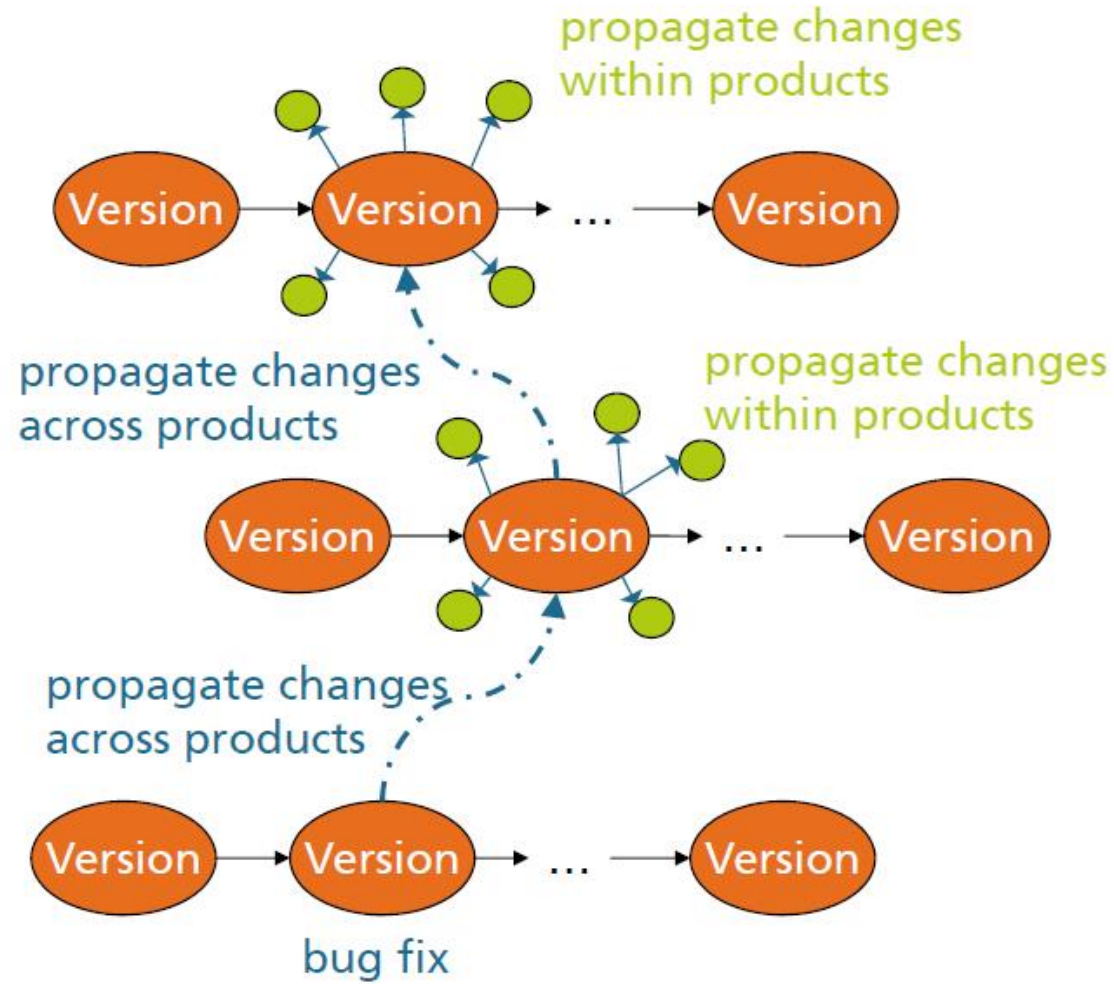 propagate changes
within products
Version Version ... Version
propagate changes
across products
propagate changes
within products
Version Version ... Version
propagate changes
across products
Version Version ... Version
bug fix